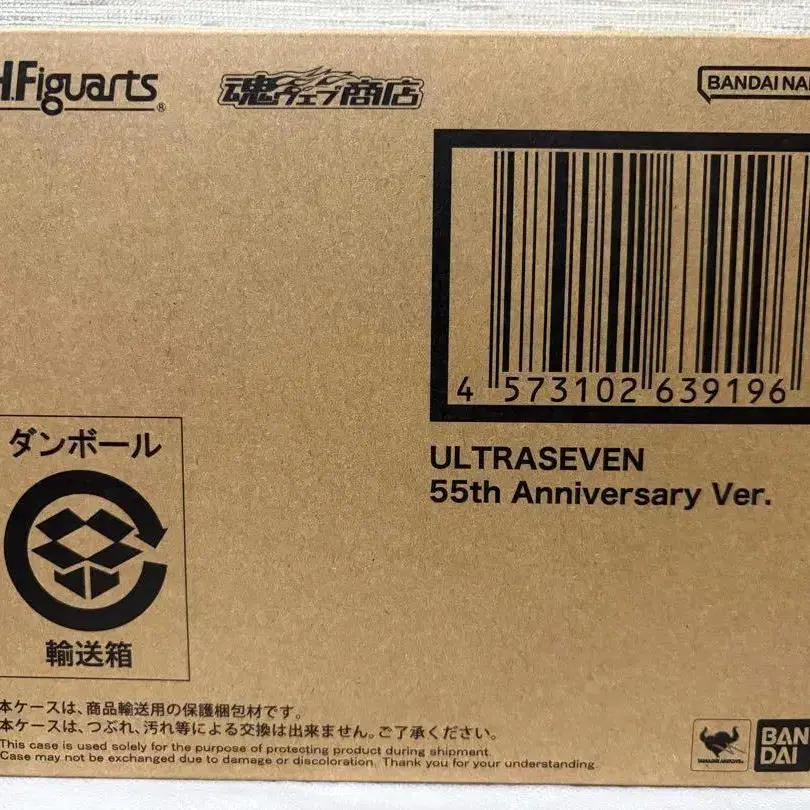 H.Figuarts®
魂ウェブ商店
BANDAI NA
4 573102 639196
ULTRASEVEN
55th Anniversary Ver.
ダンボール
輸送箱
本ケースは、商品輸送用の保護梱包材です。
本ケースは、つぶれ、汚れ等による交換は出来ません。ご了承ください。
This case is used solely for the purpose of protecting product during shipment.
Case may not be exchanged due to damage or discoloration. Thank you for your understanding.
BAN
DAI